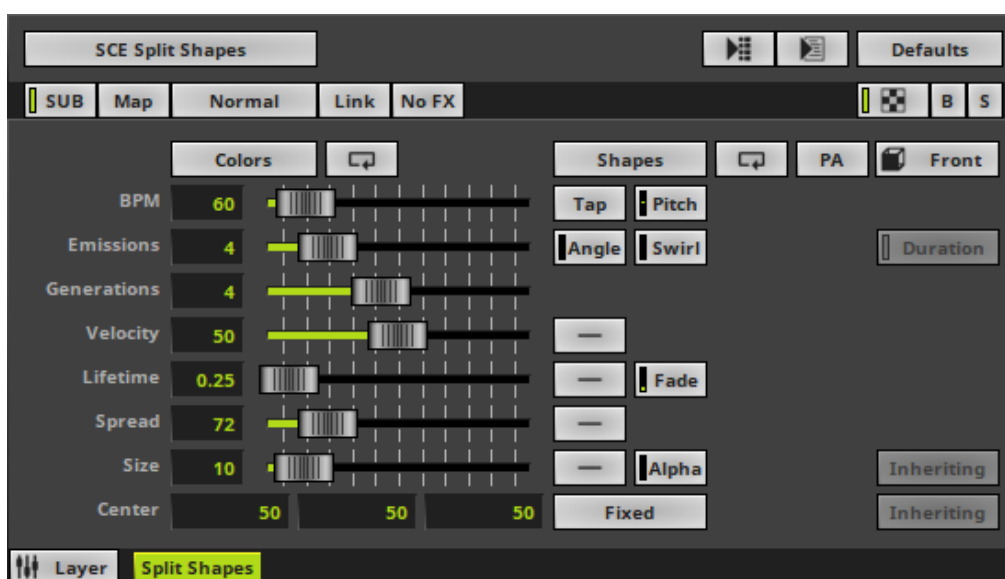 SCE Split Shapes Defaults
SUB Map Normal Link No FX B S
Colors Shapes PA Front
BPM 60 Tap Pitch
Emissions 4 Angle Swirl Duration
Generations 4
Velocity 50 —
Lifetime 0.25 — Fade
Spread 72 —
Size 10 — Alpha Inheriting
Center 50 50 50 Fixed Inheriting
Layer Split Shapes